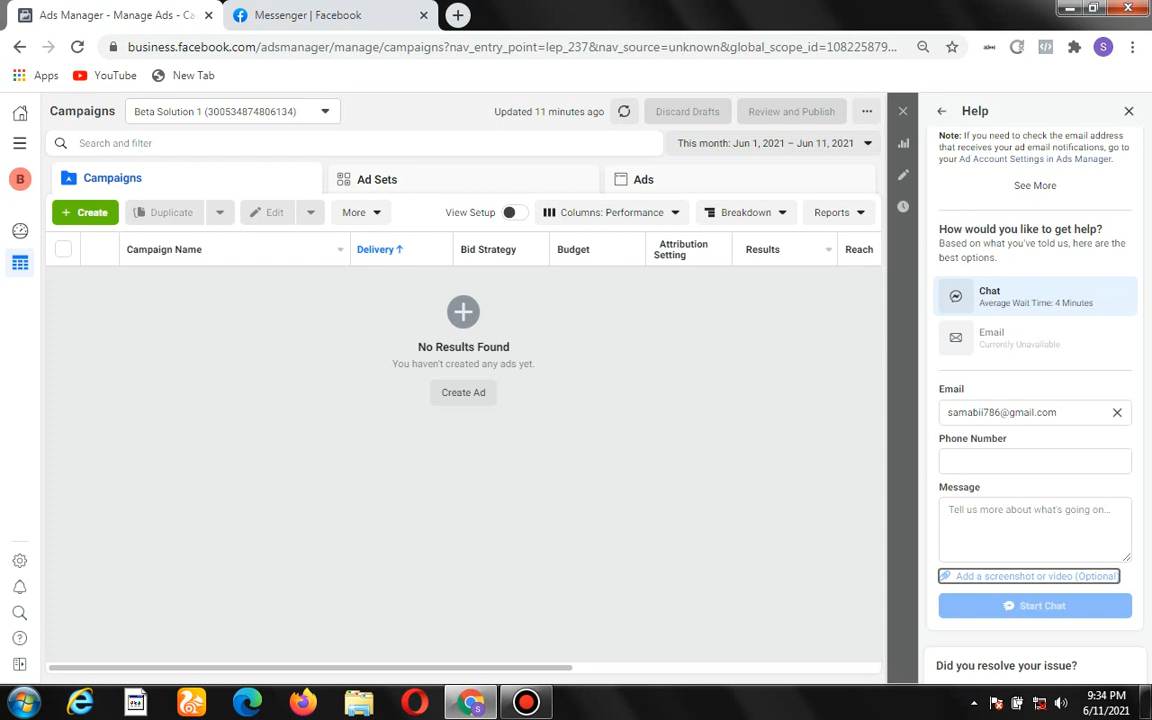 Ads Manager - Manage Ads - Ca
Messenger | Facebook
business.facebook.com/adsmanager/manage/campaigns?nav_entry_point=lep_237&nav_source=unknown&global_scope_id=108225879...
S
Apps
YouTube
New Tab
Campaigns
Beta Solution 1 (300534874806134)
Updated 11 minutes ago
Discard Drafts
Review and Publish
Search and filter
This month: Jun 1, 2021 – Jun 11, 2021
B
Campaigns
Ad Sets
Ads
+ Create
Duplicate
Edit
More
View Setup
Columns: Performance
Breakdown
Reports
Campaign Name
Delivery ↑
Bid Strategy
Budget
Attribution
Setting
Results
Reach
No Results Found
You haven't created any ads yet.
Create Ad
Help
Note: If you need to check the email address
that receives your ad email notifications, go to
your Ad Account Settings in Ads Manager.
See More
How would you like to get help?
Based on what you've told us, here are the
best options.
Chat
Average Wait Time: 4 Minutes
Email
Currently Unavailable
Email
samabii786@gmail.com
Phone Number
Message
Tell us more about what's going on...
Add a screenshot or video (Optional)
Start Chat
Did you resolve your issue?
9:34 PM
6/11/2021